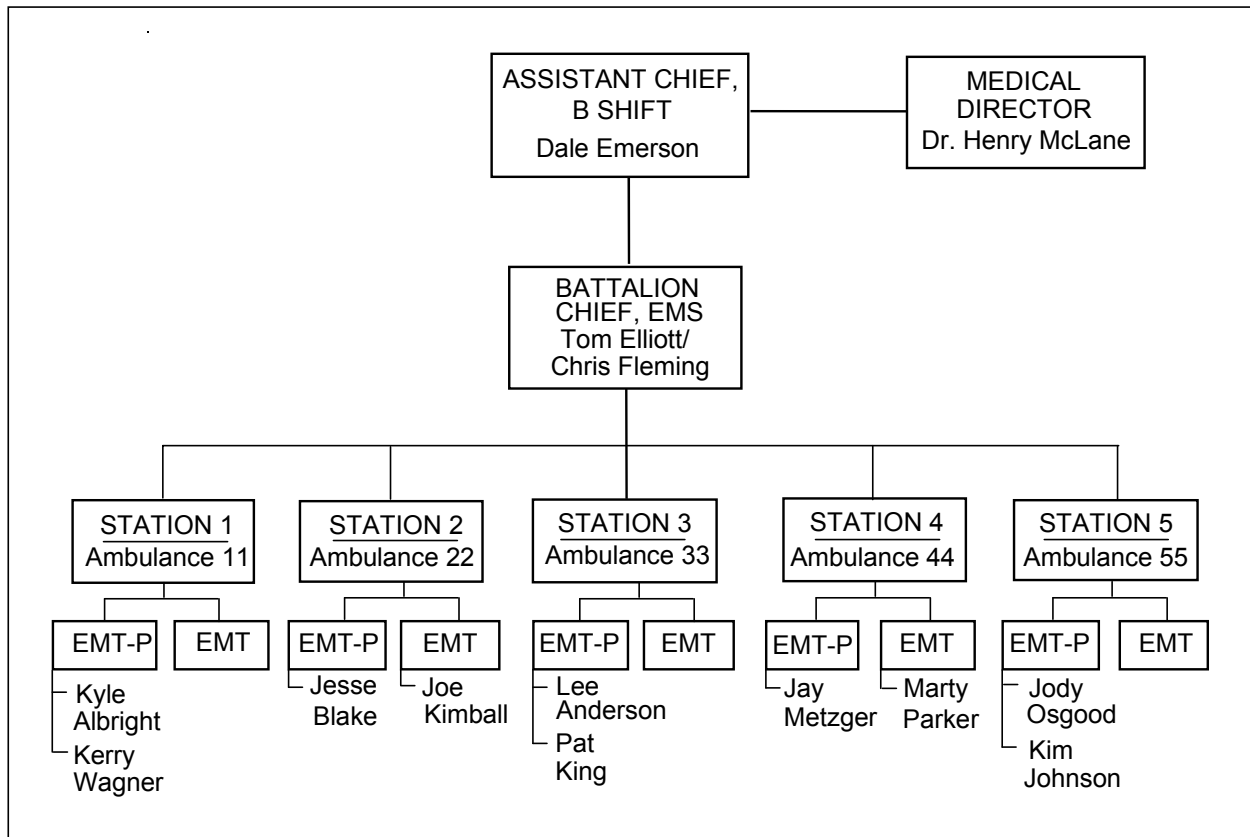 ASSISTANT CHIEF,
B SHIFT
Dale Emerson
MEDICAL
DIRECTOR
Dr. Henry McLane
BATTALION
CHIEF, EMS
Tom Elliott/
Chris Fleming
STATION 1
Ambulance 11
STATION 2
Ambulance 22
STATION 3
Ambulance 33
STATION 4
Ambulance 44
STATION 5
Ambulance 55
EMT-P
Kyle
Albright
Kerry
Wagner
EMT
EMT-P
Jesse
Blake
EMT
Joe
Kimball
EMT-P
Lee
Anderson
Pat
King
EMT
EMT-P
Jay
Metzger
EMT
Marty
Parker
EMT-P
Jody
Osgood
Kim
Johnson
EMT